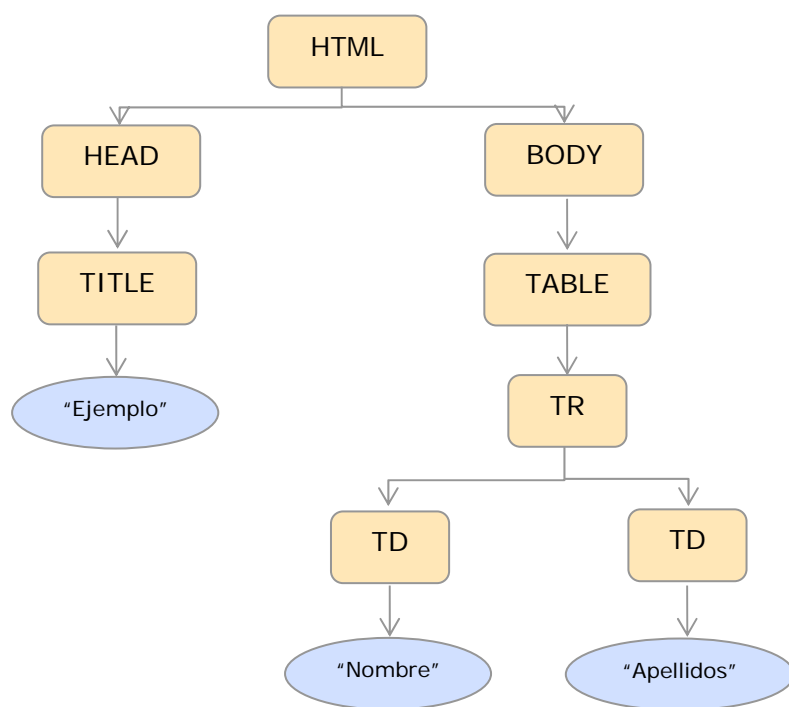 HTML
HEAD
BODY
TITLE
TABLE
“Ejemplo”
TR
TD
TD
“Nombre”
“Apellidos”